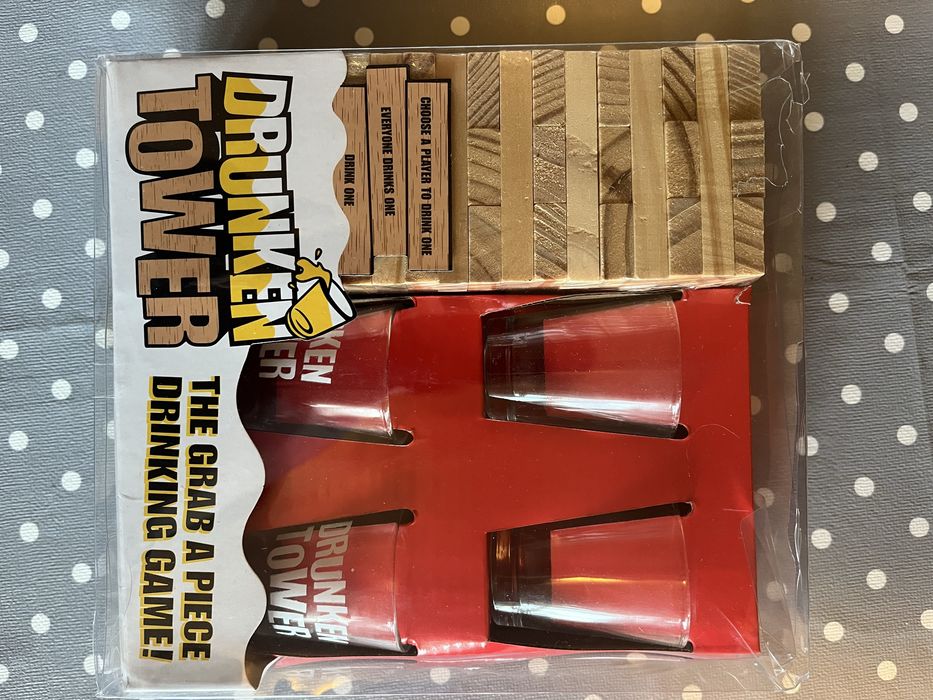 CHOOSE A PLAYER TO DRINK ONE
EVERYONE DRINKS ONE
DRINK ONE
DRUNKEN
TOWER
KEN
ER
DRUNKEN
TOWER
THE GRAB A PIECE
DRINKING GAME!